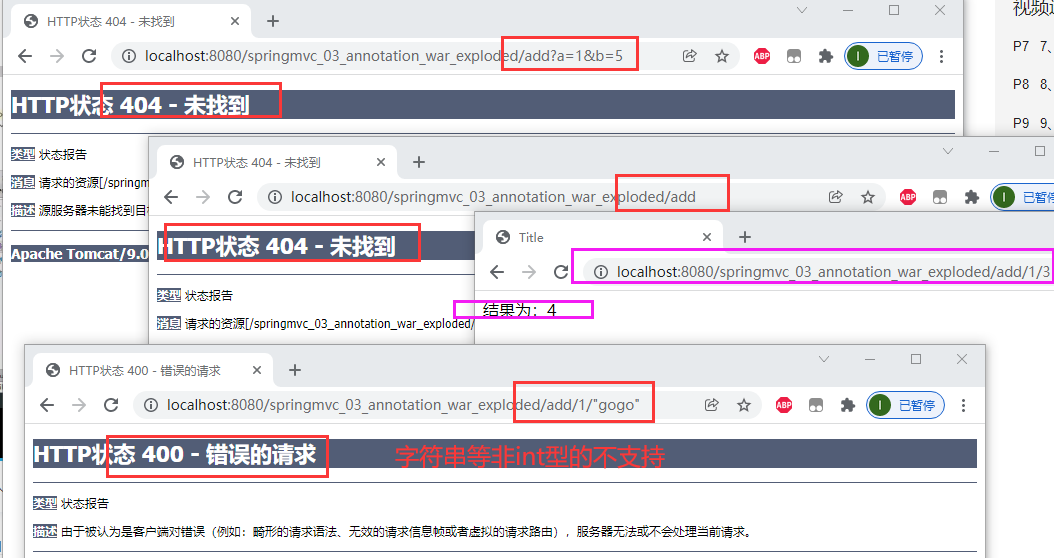 HTTP状态 404 - 未找到
localhost:8080/springmvc_03_annotation_war_exploded/add?a=1&b=5
ABP
已暂停
HTTP状态 404 - 未找到
类型 状态报告
消息 请求的资源[/springm
描述 源服务器未能找到目
Apache Tomcat/9.0
视频
P7 7、
P8 8、
P9 9、
HTTP状态 404 - 未找到
localhost:8080/springmvc_03_annotation_war_exploded/add
ABP
已暂停
HTTP状态 404 - 未找到
类型 状态报告
消息 请求的资源[/springmvc_03_annotation_war_exploded/
Title
localhost:8080/springmvc_03_annotation_war_exploded/add/1/3
结果为：4
HTTP状态 400 - 错误的请求
localhost:8080/springmvc_03_annotation_war_exploded/add/1/"gogo"
ABP
已暂停
HTTP状态 400 - 错误的请求
字符串等非int型的不支持
类型 状态报告
描述 由于被认为是客户端对错误（例如：畸形的请求语法、无效的请求信息帧或者虚拟的请求路由），服务器无法或不会处理当前请求。